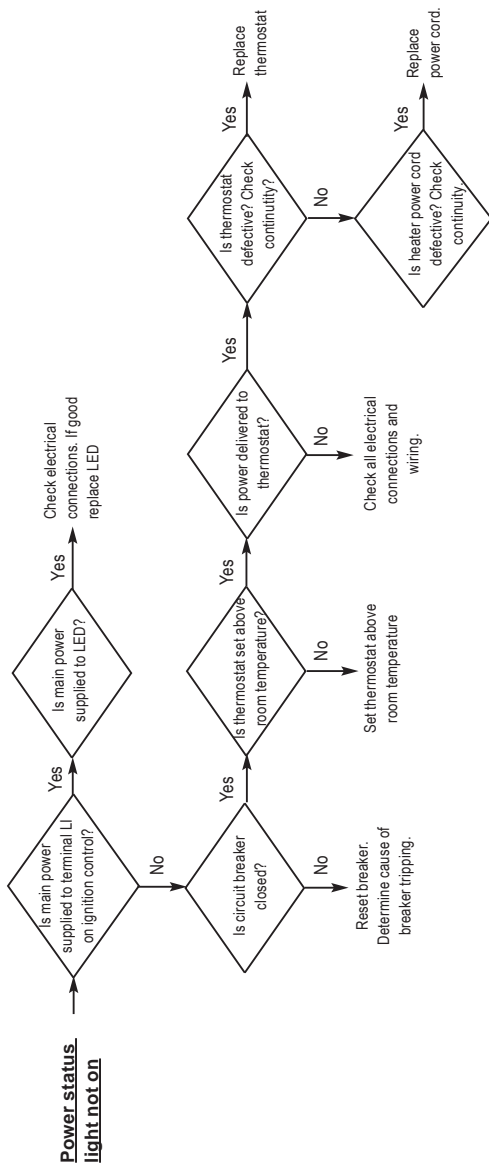 Power status
light not on
Is main power
supplied to terminal LI
on ignition control?
Yes
Is main power
supplied to LED?
Yes
Check electrical
connections. If good
replace LED
No
Is circuit breaker
closed?
No
Reset breaker.
Determine cause of
breaker tripping.
Yes
Is thermostat set above
room temperature?
No
Set thermostat above
room temperature
Yes
Is power delivered to
thermostat?
No
Check all electrical
connections and
wiring.
Yes
Is thermostat
defective? Check
continutity?
Yes
Replace
thermostat
No
Is heater power cord
defective? Check
continuity.
Yes
Replace
power cord.